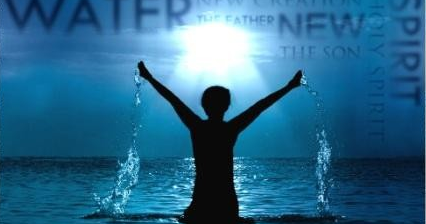 WATER
NEW CREATION
THE FATHER
NEW
THE SON
HOLY SPIRIT
SPIRIT